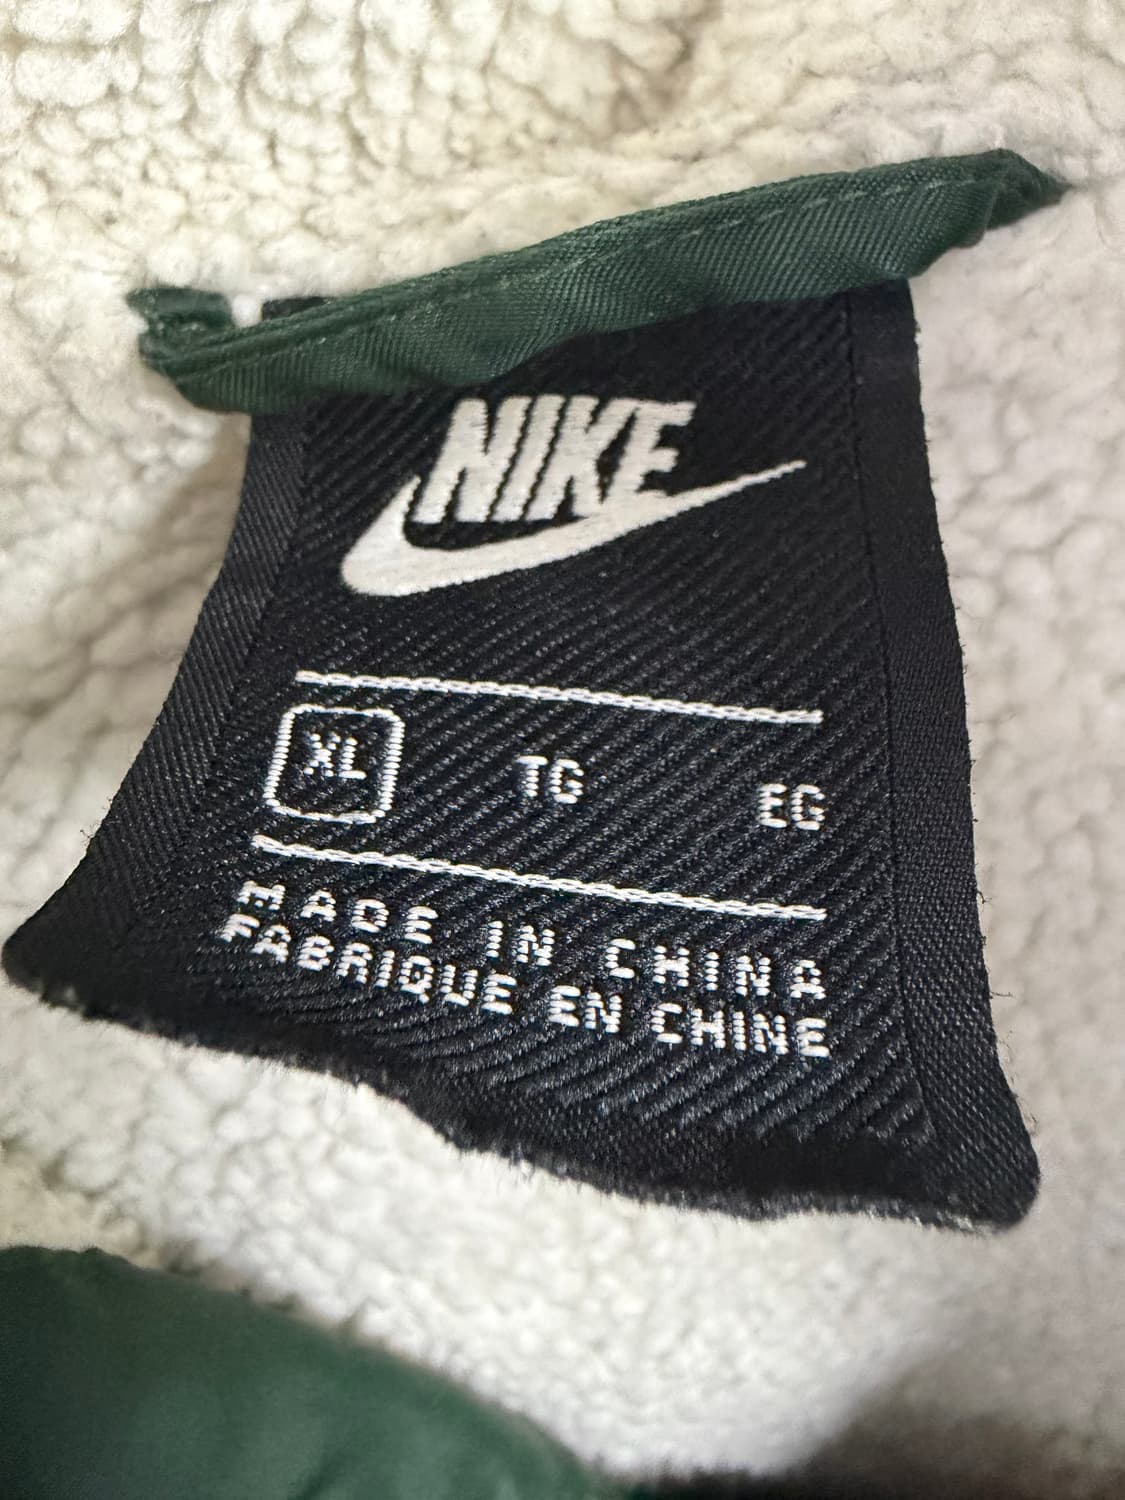 NIKE
XL TG EG
MADE IN CHINA
FABRIQUE EN CHINE